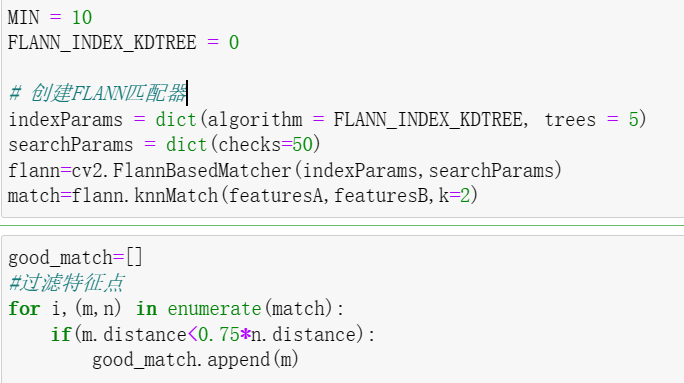 MIN = 10
FLANN_INDEX_KDTREE = 0
# 创建FLANN匹配器
indexParams = dict(algorithm = FLANN_INDEX_KDTREE, trees = 5)
searchParams = dict(checks=50)
flann=cv2.FlannBasedMatcher(indexParams,searchParams)
match=flann.knnMatch(featuresA,featuresB,k=2)
good_match=[]
#过滤特征点
for i,(m,n) in enumerate(match):
    if(m.distance<0.75*n.distance):
        good_match.append(m)